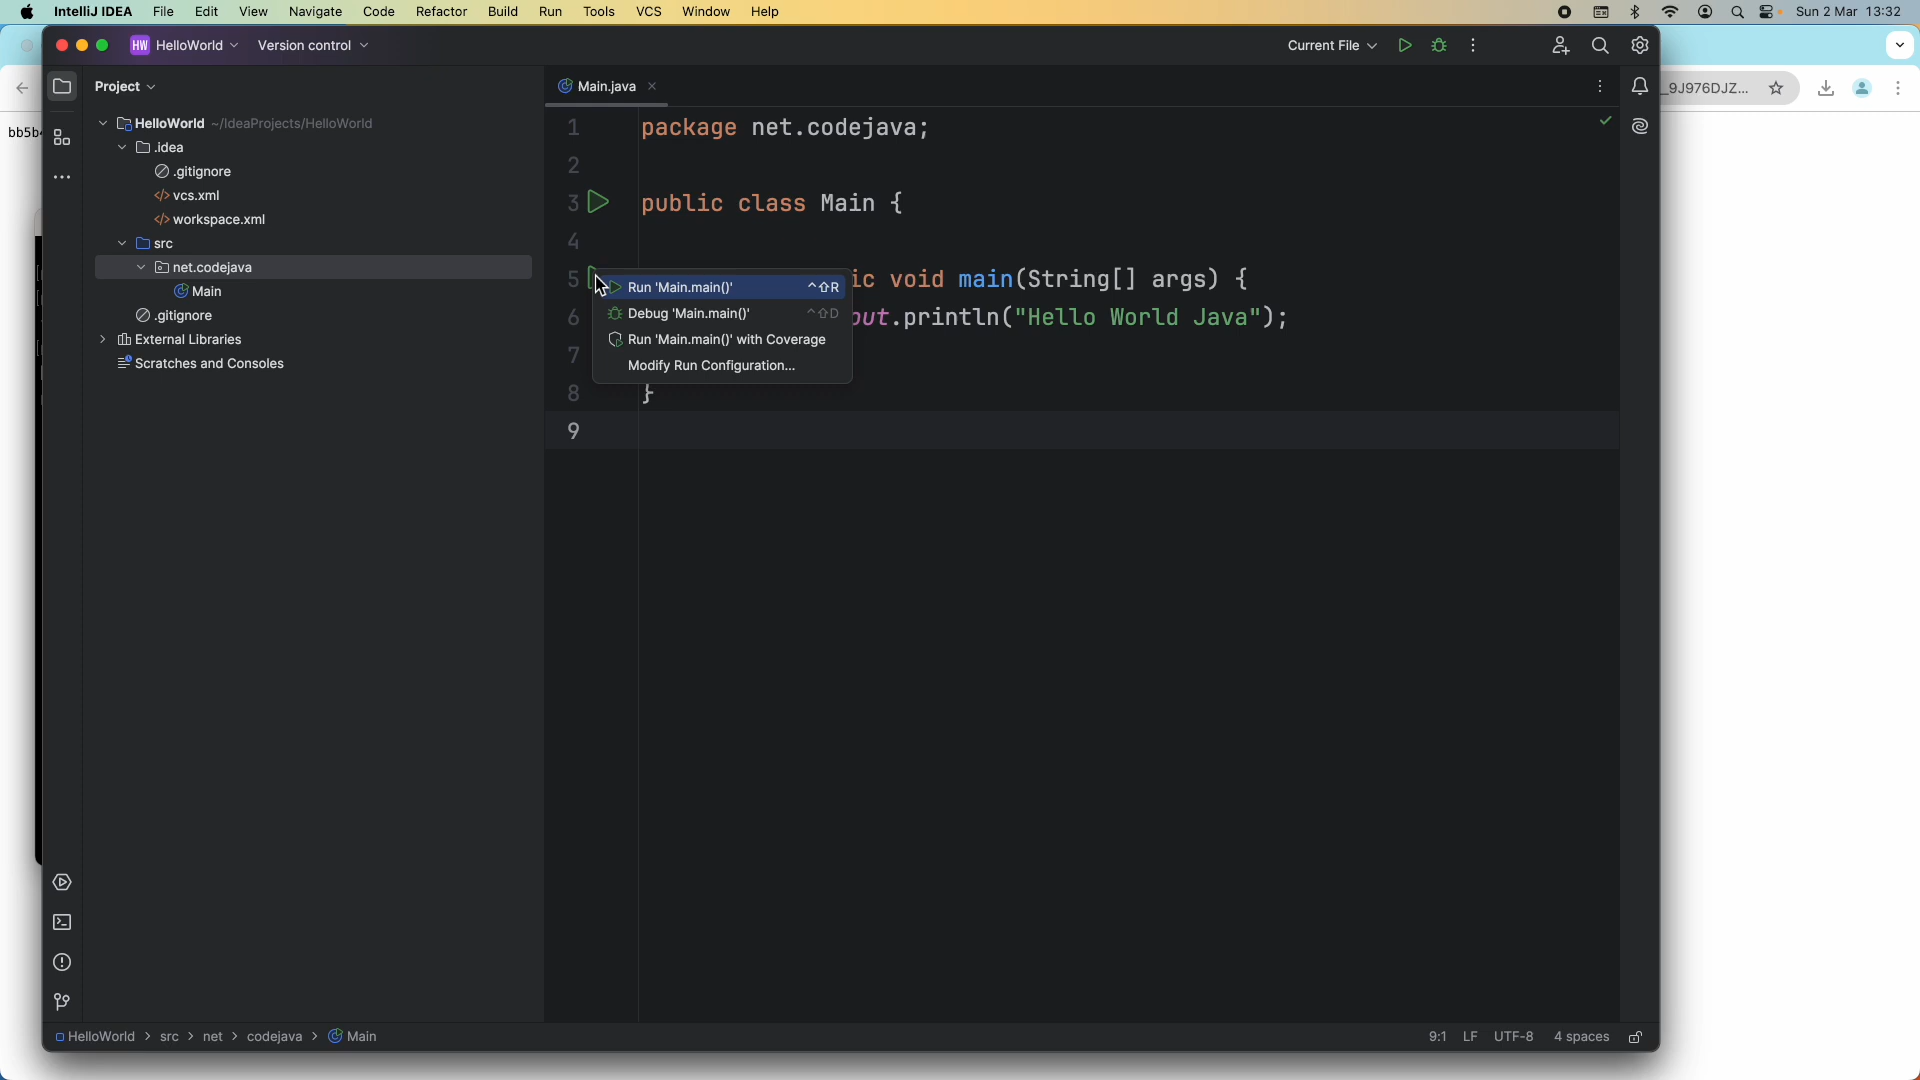 IntelliJ IDEA File Edit View Navigate Code Refactor Build Run Tools VCS Window Help Sun 2 Mar 13:32
HW HelloWorld Version control Current File
Project
Main.java
_9J976DJZ...
HelloWorld ~/IdeaProjects/HelloWorld
.idea
.gitignore
vcs.xml
workspace.xml
src
net.codejava
Main
.gitignore
External Libraries
Scratches and Consoles
bb5b4
1 package net.codejava;
2
3 public class Main {
4
5 ic void main(String[] args) {
6 out.println("Hello World Java");
7
8 }
9
Run 'Main.main()' ^⇧R
Debug 'Main.main()' ^⇧D
Run 'Main.main()' with Coverage
Modify Run Configuration...
HelloWorld > src > net > codejava > Main
9:1 LF UTF-8 4 spaces